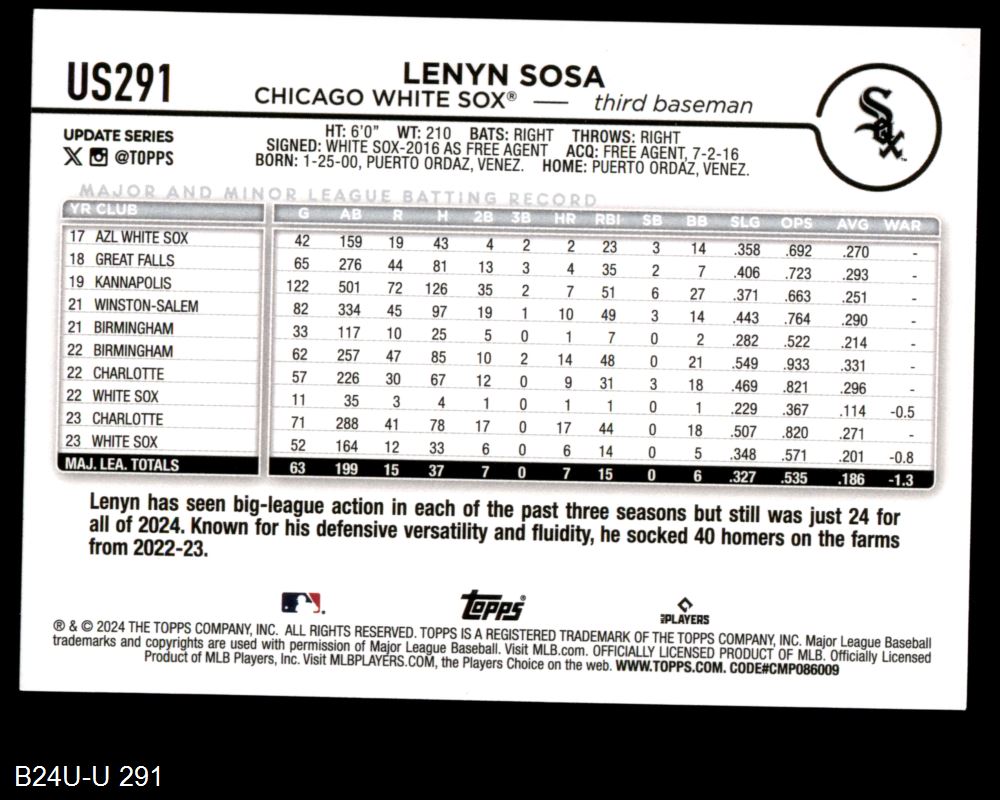 US291
LENYN SOSA
CHICAGO WHITE SOX® — third baseman
Sox
UPDATE SERIES
@TOPPS
HT: 6'0" WT: 210 BATS: RIGHT THROWS: RIGHT
SIGNED: WHITE SOX-2016 AS FREE AGENT ACQ: FREE AGENT, 7-2-16
BORN: 1-25-00, PUERTO ORDAZ, VENEZ. HOME: PUERTO ORDAZ, VENEZ.
MAJOR AND MINOR LEAGUE BATTING RECORD
YR CLUB G AB R H 2B 3B HR RBI SB BB SLG OPS AVG WAR
17 AZL WHITE SOX 42 159 19 43 4 2 2 23 3 14 .358 .692 .270 -
18 GREAT FALLS 65 276 44 81 13 3 4 35 2 7 .406 .723 .293 -
19 KANNAPOLIS 122 501 72 126 35 2 7 51 6 27 .371 .663 .251 -
21 WINSTON-SALEM 82 334 45 97 19 1 10 49 3 14 .443 .764 .290 -
21 BIRMINGHAM 33 117 10 25 5 0 1 7 0 2 .282 .522 .214 -
22 BIRMINGHAM 62 257 47 85 10 2 14 48 0 21 .549 .933 .331 -
22 CHARLOTTE 57 226 30 67 12 0 9 31 3 18 .469 .821 .296 -
22 WHITE SOX 11 35 3 4 1 0 1 1 0 1 .229 .367 .114 -0.5
23 CHARLOTTE 71 288 41 78 17 0 17 44 0 18 .507 .820 .271 -
23 WHITE SOX 52 164 12 33 6 0 6 14 0 5 .348 .571 .201 -0.8
MAJ. LEA. TOTALS 63 199 15 37 7 0 7 15 0 6 .327 .535 .186 -1.3
Lenyn has seen big-league action in each of the past three seasons but still was just 24 for
all of 2024. Known for his defensive versatility and fluidity, he socked 40 homers on the farms
from 2022-23.
Topps®
MLBPLAYERS
® & © 2024 THE TOPPS COMPANY, INC. ALL RIGHTS RESERVED. TOPPS IS A REGISTERED TRADEMARK OF THE TOPPS COMPANY, INC. Major League Baseball
trademarks and copyrights are used with permission of Major League Baseball. Visit MLB.com. OFFICIALLY LICENSED PRODUCT OF MLB. Officially Licensed
Product of MLB Players, Inc. Visit MLBPLAYERS.COM, the Players Choice on the web. WWW.TOPPS.COM. CODE#CMP086009
B24U-U 291